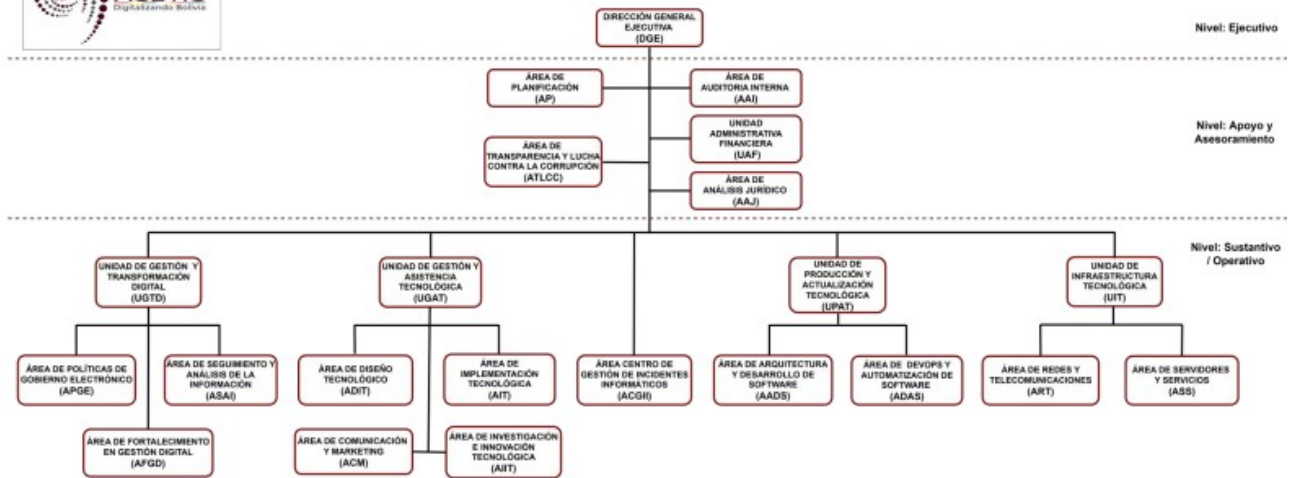 Digitalizando Bolivia
DIRECCIÓN GENERAL
EJECUTIVA
(DGE)
Nivel: Ejecutivo
ÁREA DE
PLANIFICACIÓN
(AP)
ÁREA DE
AUDITORIA INTERNA
(AAI)
UNIDAD
ADMINISTRATIVA
FINANCIERA
(UAF)
Nivel: Apoyo y
Asesoramiento
ÁREA DE
TRANSPARENCIA Y LUCHA
CONTRA LA CORRUPCIÓN
(ATLCC)
ÁREA DE
ANÁLISIS JURÍDICO
(AAJ)
Nivel: Sustantivo
/ Operativo
UNIDAD DE GESTIÓN Y
TRANSFORMACIÓN
DIGITAL
(UGTD)
UNIDAD DE GESTIÓN Y
ASISTENCIA
TECNOLÓGICA
(UGAT)
UNIDAD DE
PRODUCCIÓN Y
ACTUALIZACIÓN
TECNOLÓGICA
(UPAT)
UNIDAD DE
INFRAESTRUCTURA
TECNOLÓGICA
(UIT)
ÁREA DE POLÍTICAS DE
GOBIERNO ELECTRÓNICO
(APGE)
ÁREA DE SEGUIMIENTO Y
ANÁLISIS DE LA
INFORMACIÓN
(ASAI)
ÁREA DE DISEÑO
TECNOLÓGICO
(ADIT)
ÁREA DE
IMPLEMENTACIÓN
TECNOLÓGICA
(AIT)
ÁREA CENTRO DE
GESTIÓN DE INCIDENTES
INFORMÁTICOS
(ACGII)
ÁREA DE ARQUITECTURA
Y DESARROLLO DE
SOFTWARE
(AADS)
ÁREA DE DEVOPS Y
AUTOMATIZACIÓN DE
SOFTWARE
(ADAS)
ÁREA DE REDES Y
TELECOMUNICACIONES
(ART)
ÁREA DE SERVIDORES
Y SERVICIOS
(ASS)
ÁREA DE FORTALECIMIENTO
EN GESTIÓN DIGITAL
(AFGD)
ÁREA DE COMUNICACIÓN
Y MARKETING
(ACM)
ÁREA DE INVESTIGACIÓN
E INNOVACIÓN
TECNOLÓGICA
(AIIT)